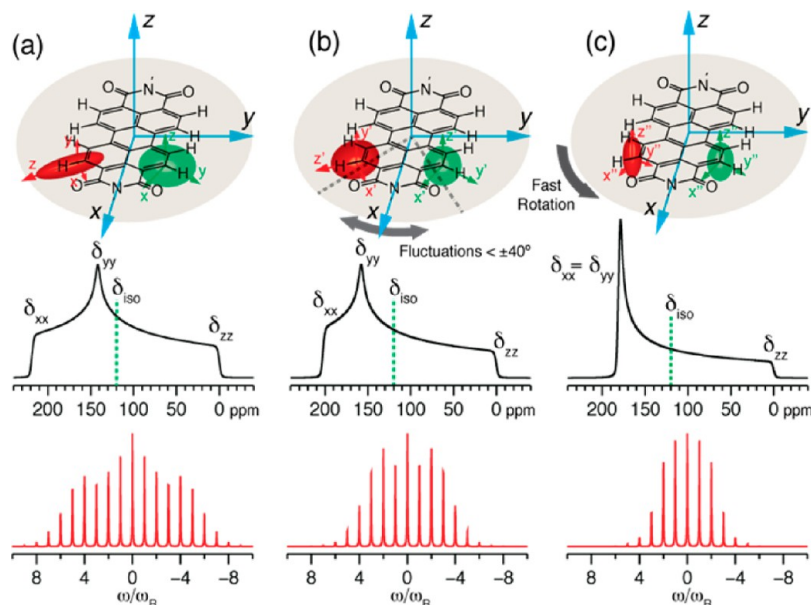 (a)
z
O
N
'
O
H
H
y
H
H
z
y
x
z
x
y
H
H
O
N
O
x
(b)
z
O
N
'
O
H
H
y
H
H
y'
z'
z'
x'
x'
y'
H
H
O
N
O
x
Fluctuations < ±40º
(c)
z
O
N
'
O
H
H
y
H
H
z''
z''
y''
x''
x''
y''
H
H
O
N
O
x
Fast
Rotation
δxx
δyy
δiso
δzz
200 150 100 50 0 ppm
δxx
δyy
δiso
δzz
200 150 100 50 0 ppm
δxx = δyy
δiso
δzz
200 150 100 50 0 ppm
8 4 0 -4 -8
ω/ωR
8 4 0 -4 -8
ω/ωR
8 4 0 -4 -8
ω/ωR